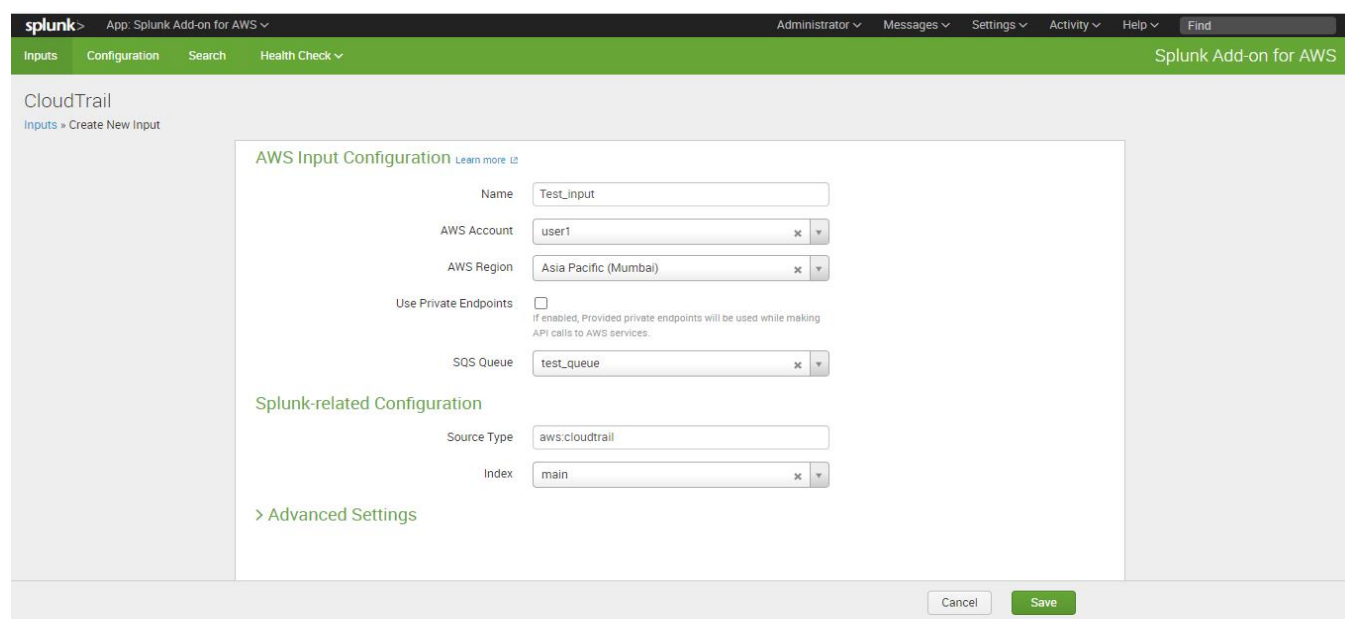 splunk> App: Splunk Add-on for AWS Administrator Messages Settings Activity Help Find
Inputs Configuration Search Health Check Splunk Add-on for AWS
CloudTrail
Inputs » Create New Input
AWS Input Configuration Learn more
Name Test_input
AWS Account user1
AWS Region Asia Pacific (Mumbai)
Use Private Endpoints
If enabled, Provided private endpoints will be used while making
API calls to AWS services.
SQS Queue test_queue
Splunk-related Configuration
Source Type aws:cloudtrail
Index main
> Advanced Settings
Cancel Save